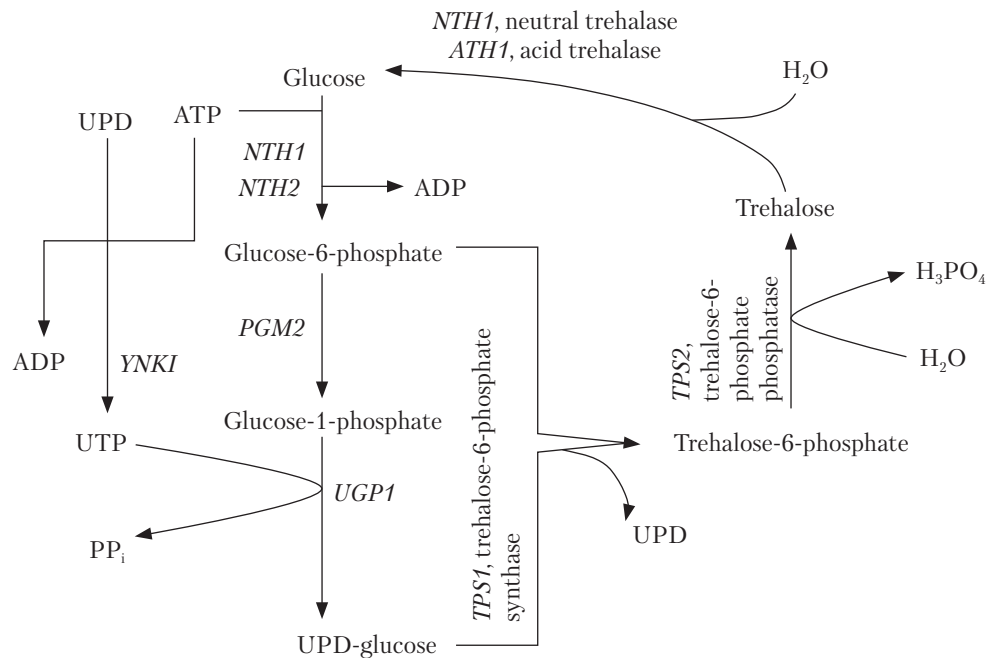 NTH1, neutral trehalase
ATH1, acid trehalase
Glucose
H₂O
UPD
ATP
NTH1
NTH2
ADP
Trehalose
Glucose-6-phosphate
H₃PO₄
PGM2
TPS2,
trehalose-6-
phosphate
phosphatase
ADP
YNKI
H₂O
Glucose-1-phosphate
UTP
Trehalose-6-phosphate
TPS1, trehalose-6-phosphate
synthase
UGP1
PPᵢ
UPD
UPD-glucose